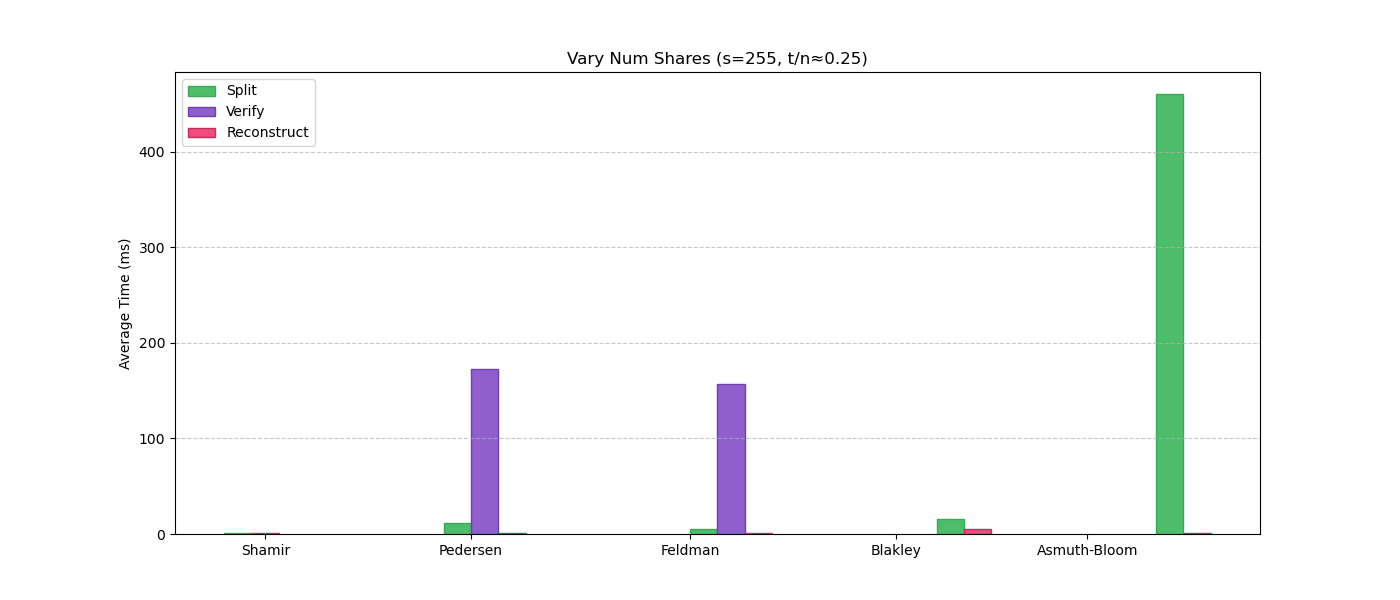 Vary Num Shares (s=255, t/n≈0.25)
Split
Verify
Reconstruct
Average Time (ms)
400
300
200
100
0
Shamir
Pedersen
Feldman
Blakley
Asmuth-Bloom